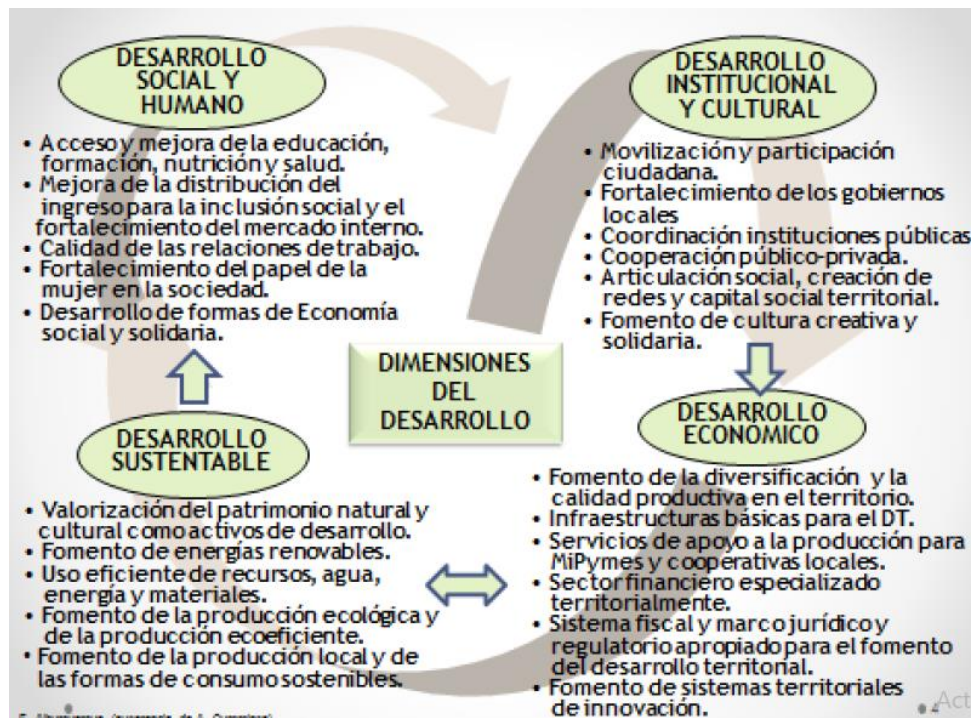 DESARROLLO
SOCIAL Y
HUMANO
• Acceso y mejora de la educación,
formación, nutrición y salud.
• Mejora de la distribución del
ingreso para la inclusión social y el
fortalecimiento del mercado interno.
• Calidad de las relaciones de trabajo.
• Fortalecimiento del papel de la
mujer en la sociedad.
• Desarrollo de formas de Economía
social y solidaria.
DESARROLLO
INSTITUCIONAL
Y CULTURAL
• Movilización y participación
ciudadana.
• Fortalecimiento de los gobiernos
locales
• Coordinación instituciones públicas
• Cooperación público-privada.
• Articulación social, creación de
redes y capital social territorial.
• Fomento de cultura creativa y
solidaria.
DIMENSIONES
DEL
DESARROLLO
DESARROLLO
SUSTENTABLE
• Valorización del patrimonio natural y
cultural como activos de desarrollo.
• Fomento de energías renovables.
• Uso eficiente de recursos, agua,
energía y materiales.
• Fomento de la producción ecológica y
de la producción ecoeficiente.
• Fomento de la producción local y de
las formas de consumo sostenibles.
DESARROLLO
ECONÓMICO
• Fomento de la diversificación y la
calidad productiva en el territorio.
• Infraestructuras básicas para el DT.
• Servicios de apoyo a la producción para
MiPymes y cooperativas locales.
• Sector financiero especializado
territorialmente.
• Sistema fiscal y marco jurídico y
regulatorio apropiado para el fomento
del desarrollo territorial.
• Fomento de sistemas territoriales
de innovación.
4
Act